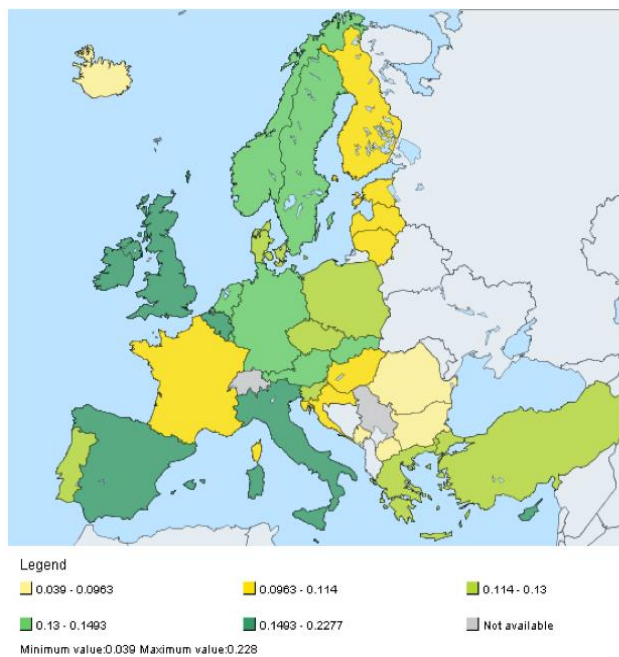 Legend
0.039 - 0.0963
0.0963 - 0.114
0.114 - 0.13
0.13 - 0.1493
0.1493 - 0.2277
Not available
Minimum value:0.039 Maximum value:0.228